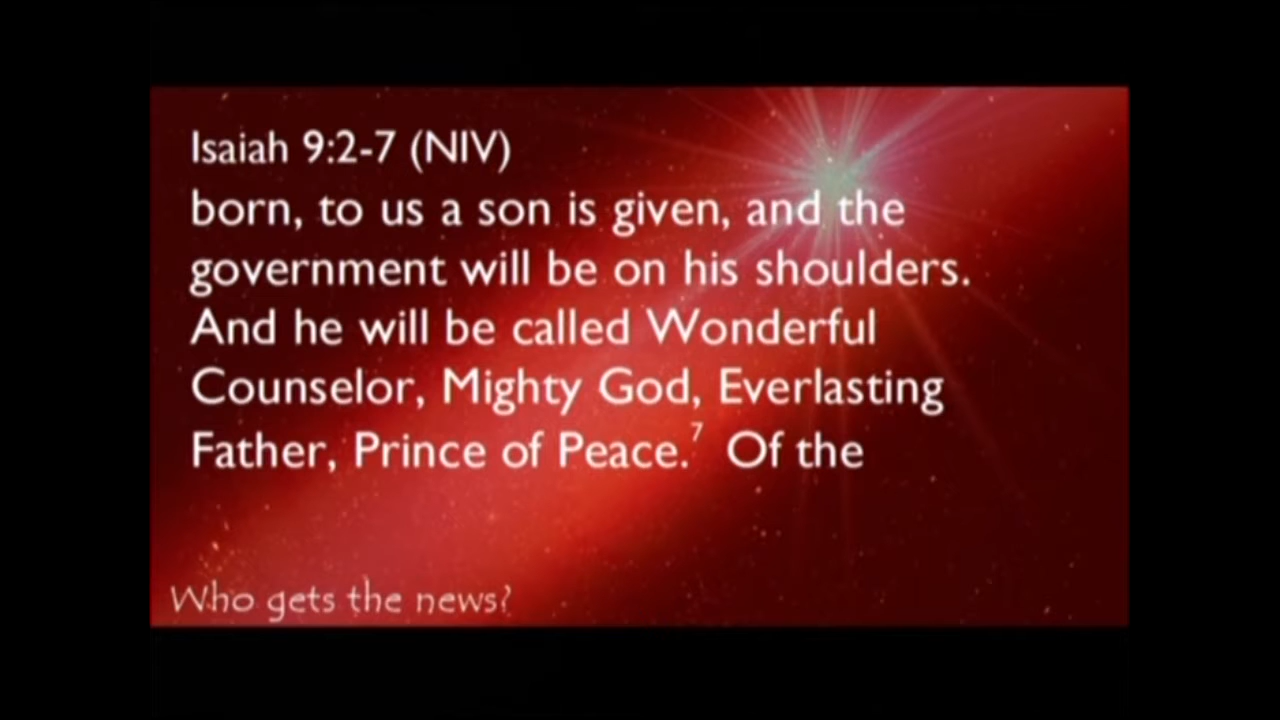 Isaiah 9:2-7 (NIV)
born, to us a son is given, and the
government will be on his shoulders.
And he will be called Wonderful
Counselor, Mighty God, Everlasting
Father, Prince of Peace.⁷ Of the
Who gets the news?